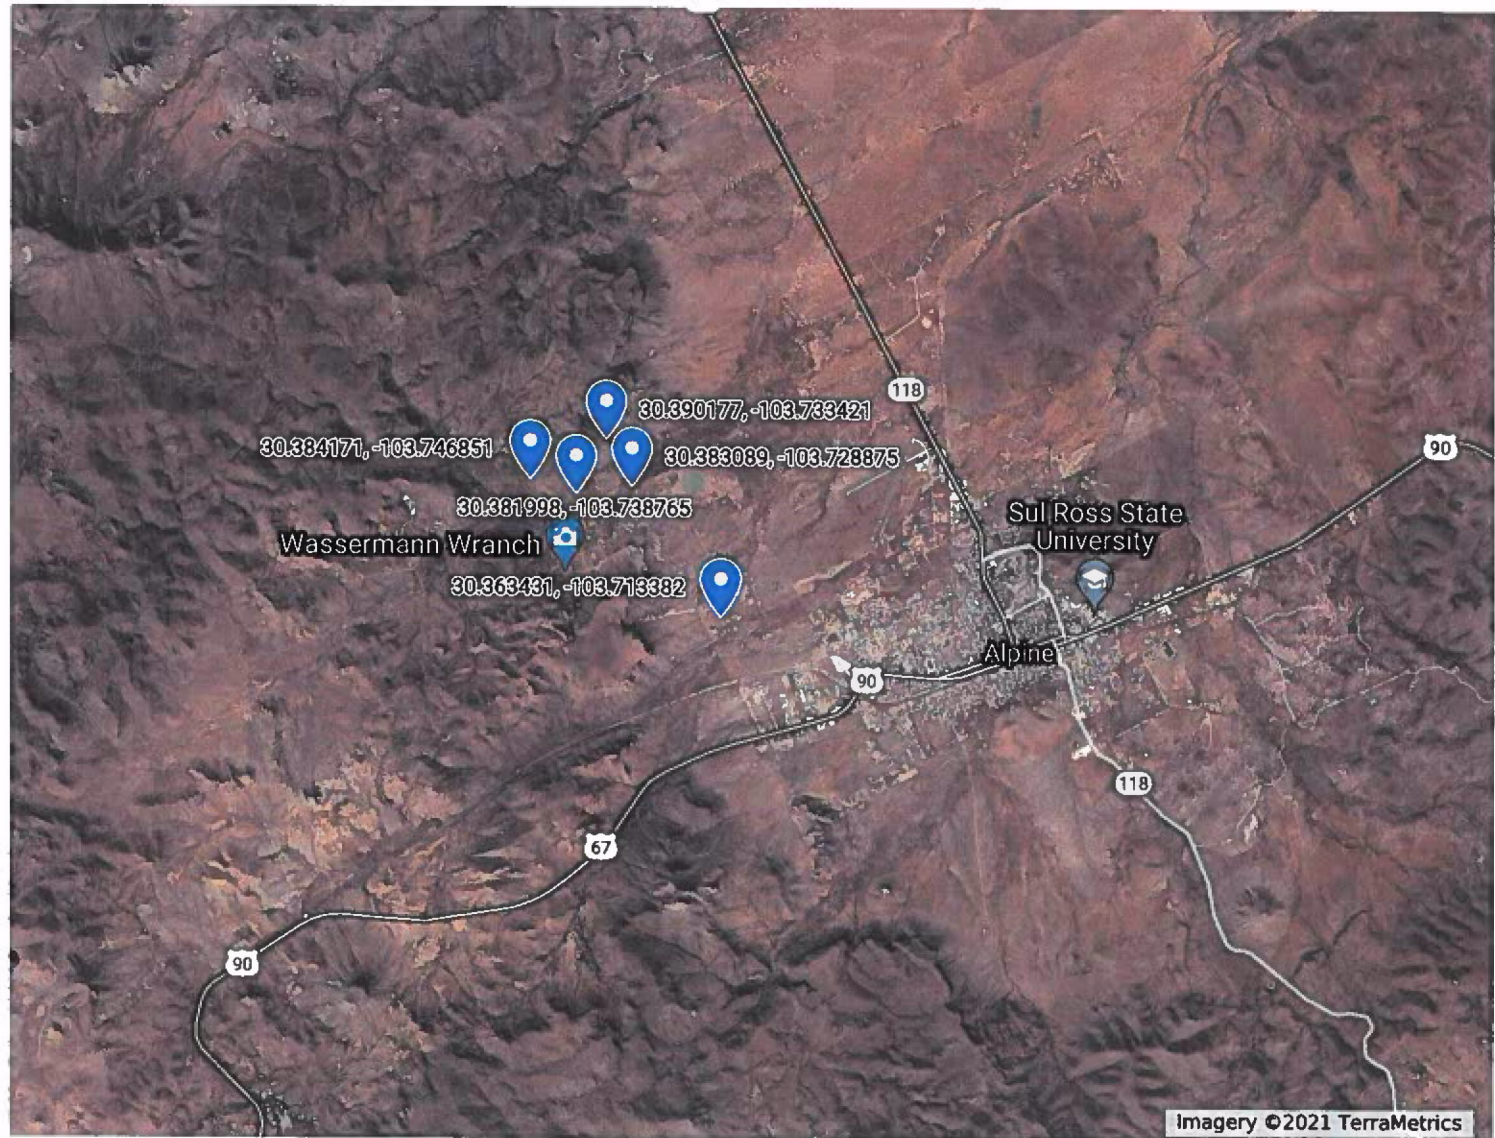 118
30.390177, -103.733421
30.384171, -103.746851
30.383089, -103.728875
90
30.381998, -103.738765
Sul Ross State
University
Wassermann Wranch
30.363431, -103.713382
Alpine
90
118
67
90
Imagery ©2021 TerraMetrics